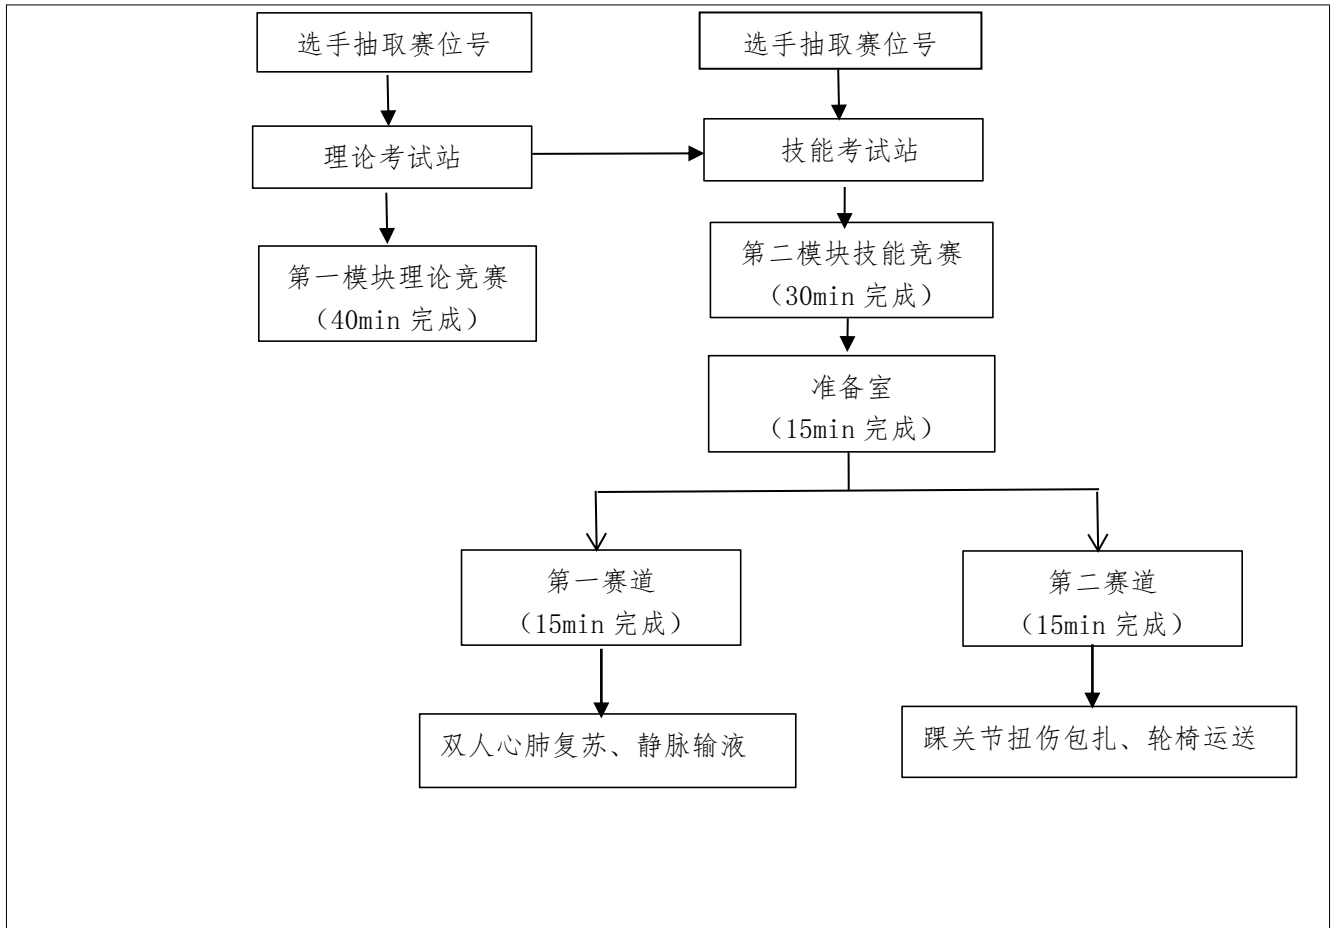 选手抽取赛位号
选手抽取赛位号
理论考试站
技能考试站
第一模块理论竞赛
（40min 完成）
第二模块技能竞赛
（30min 完成）
准备室
（15min 完成）
第一赛道
（15min 完成）
第二赛道
（15min 完成）
双人心肺复苏、静脉输液
踝关节扭伤包扎、轮椅运送